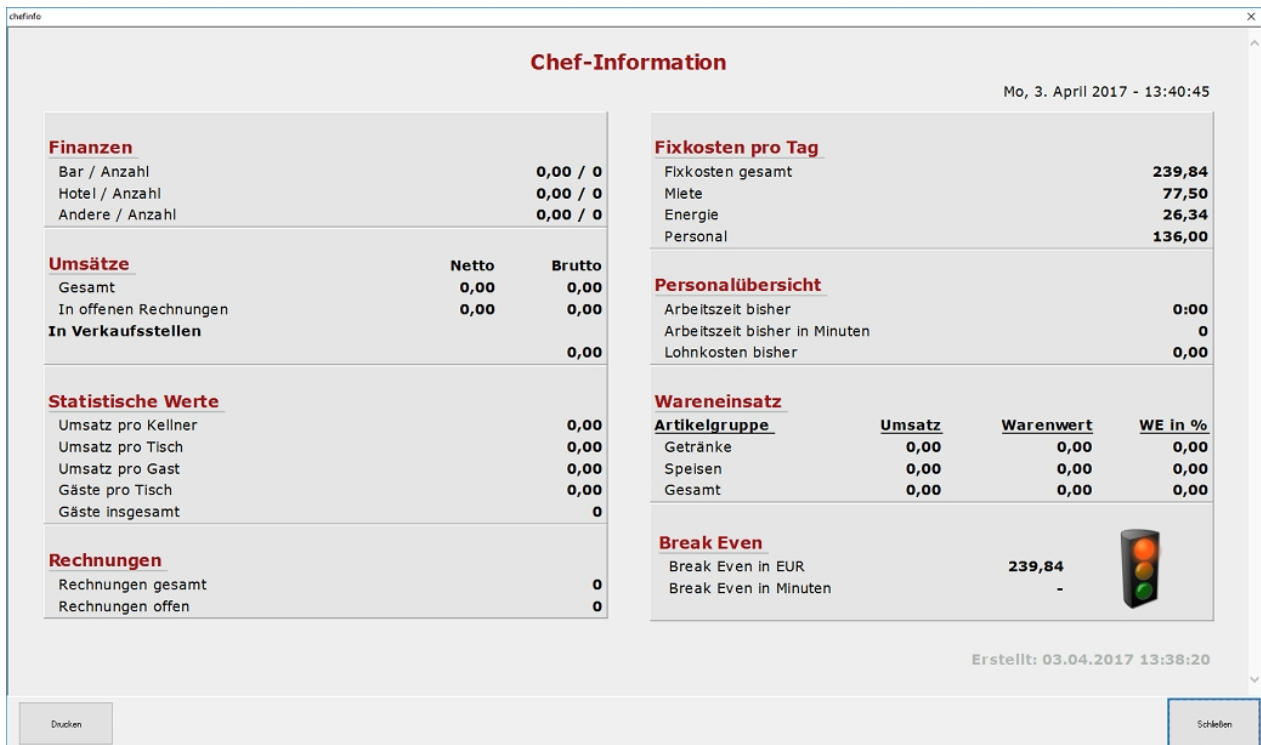 chefinfo
Chef-Information
Mo, 3. April 2017 - 13:40:45
Finanzen
Bar / Anzahl 0,00 / 0
Hotel / Anzahl 0,00 / 0
Andere / Anzahl 0,00 / 0
Umsätze Netto Brutto
Gesamt 0,00 0,00
In offenen Rechnungen 0,00 0,00
In Verkaufsstellen
0,00
Statistische Werte
Umsatz pro Kellner 0,00
Umsatz pro Tisch 0,00
Umsatz pro Gast 0,00
Gäste pro Tisch 0,00
Gäste insgesamt 0
Rechnungen
Rechnungen gesamt 0
Rechnungen offen 0
Fixkosten pro Tag
Fixkosten gesamt 239,84
Miete 77,50
Energie 26,34
Personal 136,00
Personalübersicht
Arbeitszeit bisher 0:00
Arbeitszeit bisher in Minuten 0
Lohnkosten bisher 0,00
Wareneinsatz
Artikelgruppe Umsatz Warenwert WE in %
Getränke 0,00 0,00 0,00
Speisen 0,00 0,00 0,00
Gesamt 0,00 0,00 0,00
Break Even
Break Even in EUR 239,84
Break Even in Minuten -
Erstellt: 03.04.2017 13:38:20
Drucken
Schließen